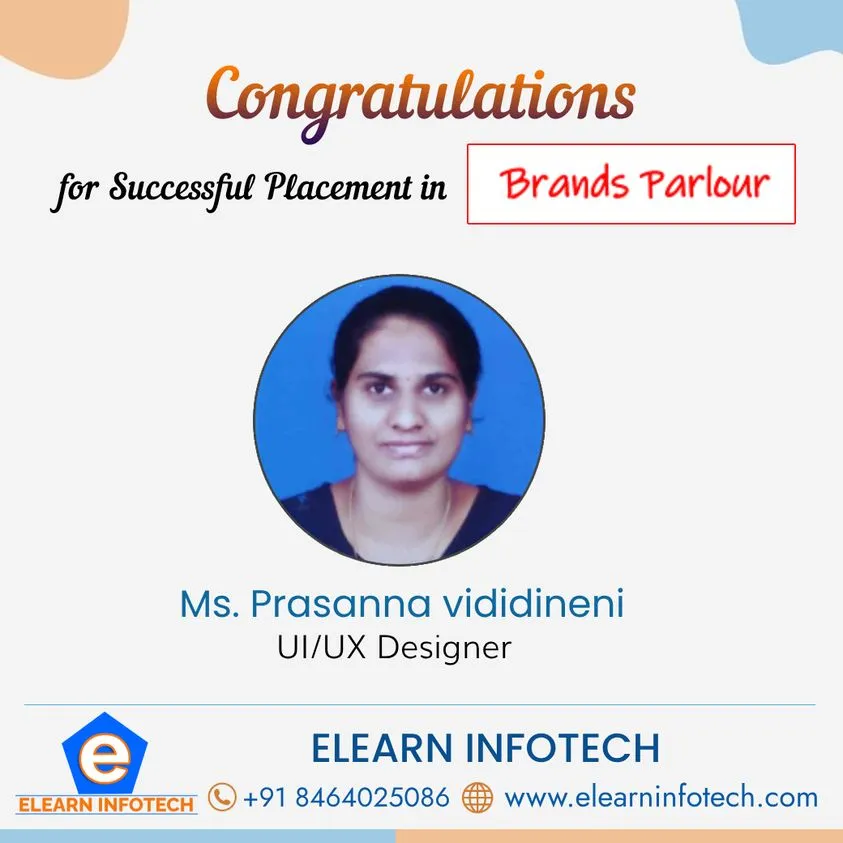 Congratulations
for Successful Placement in Brands Parlour
Ms. Prasanna vididineni
UI/UX Designer
e
ELEARN INFOTECH
ELEARN INFOTECH
+91 8464025086 www.elearninfotech.com